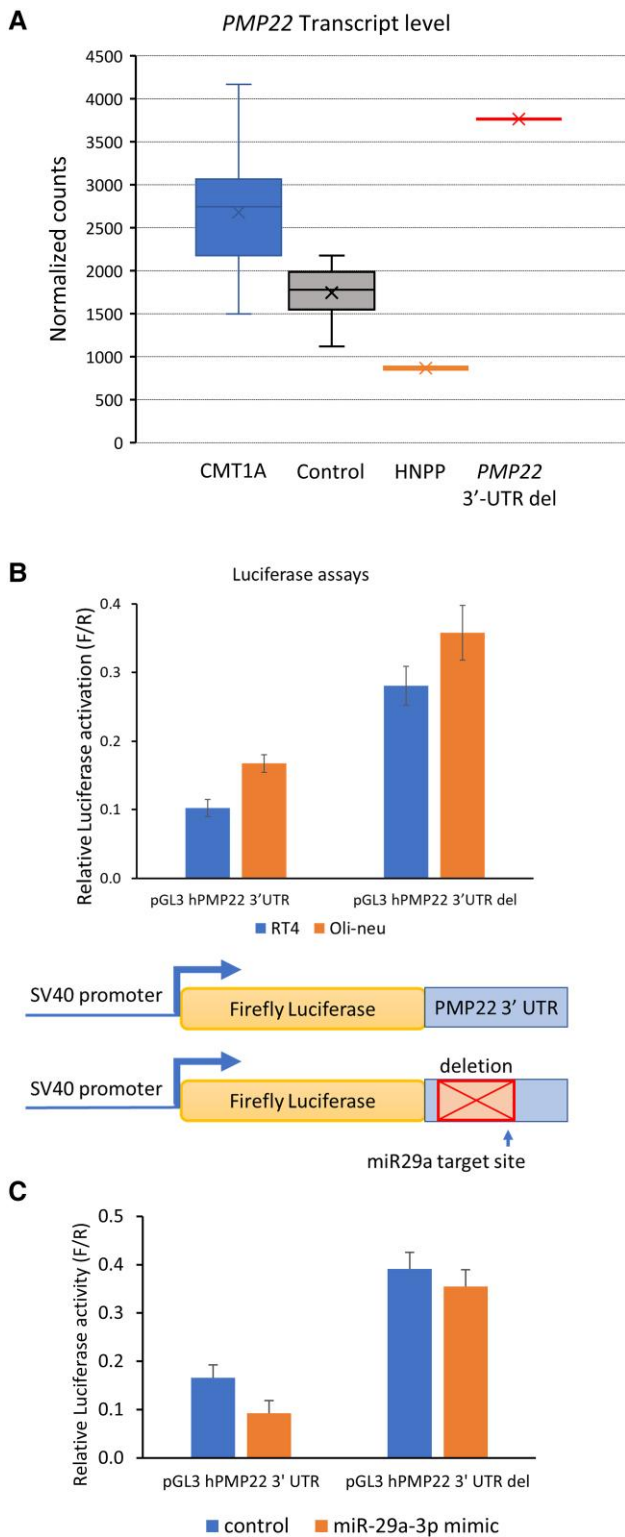 A
PMP22 Transcript level
Normalized counts
4500
4000
3500
3000
2500
2000
1500
1000
500
0
CMT1A
Control
HNPP
PMP22
3’-UTR del
B
Luciferase assays
Relative Luciferase activation (F/R)
0.4
0.3
0.2
0.1
0.0
pGL3 hPMP22 3’UTR
pGL3 hPMP22 3’UTR del
RT4
Oli-neu
SV40 promoter
Firefly Luciferase
PMP22 3’ UTR
deletion
SV40 promoter
Firefly Luciferase
miR29a target site
C
Relative Luciferase activity (F/R)
0.5
0.4
0.3
0.2
0.1
0.0
pGL3 hPMP22 3' UTR
pGL3 hPMP22 3' UTR del
control
miR-29a-3p mimic